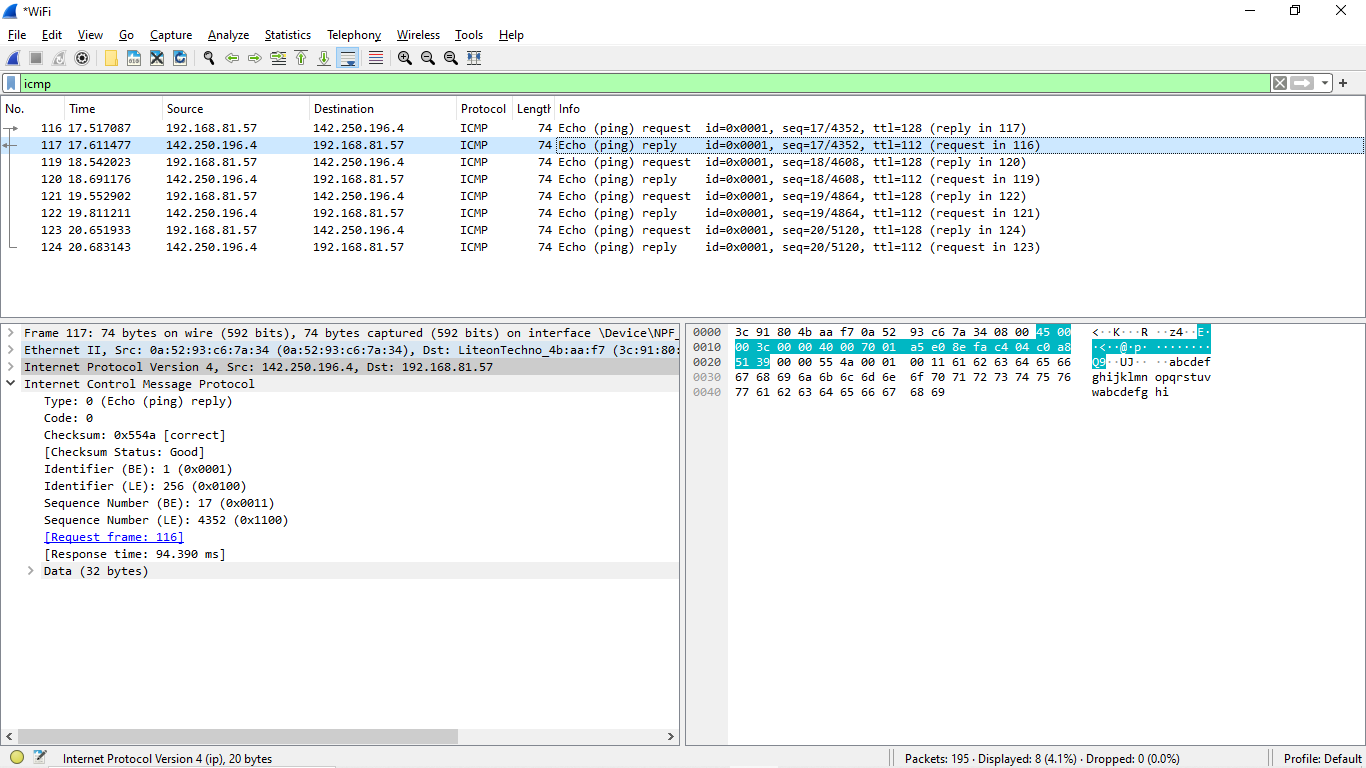 *WiFi
File Edit View Go Capture Analyze Statistics Telephony Wireless Tools Help
icmp
No. Time Source Destination Protocol Length Info
116 17.517087 192.168.81.57 142.250.196.4 ICMP 74 Echo (ping) request id=0x0001, seq=17/4352, ttl=128 (reply in 117)
117 17.611477 142.250.196.4 192.168.81.57 ICMP 74 Echo (ping) reply id=0x0001, seq=17/4352, ttl=112 (request in 116)
119 18.542023 192.168.81.57 142.250.196.4 ICMP 74 Echo (ping) request id=0x0001, seq=18/4608, ttl=128 (reply in 120)
120 18.691176 142.250.196.4 192.168.81.57 ICMP 74 Echo (ping) reply id=0x0001, seq=18/4608, ttl=112 (request in 119)
121 19.552902 192.168.81.57 142.250.196.4 ICMP 74 Echo (ping) request id=0x0001, seq=19/4864, ttl=128 (reply in 122)
122 19.811211 142.250.196.4 192.168.81.57 ICMP 74 Echo (ping) reply id=0x0001, seq=19/4864, ttl=112 (request in 121)
123 20.651933 192.168.81.57 142.250.196.4 ICMP 74 Echo (ping) request id=0x0001, seq=20/5120, ttl=128 (reply in 124)
124 20.683143 142.250.196.4 192.168.81.57 ICMP 74 Echo (ping) reply id=0x0001, seq=20/5120, ttl=112 (request in 123)
Frame 117: 74 bytes on wire (592 bits), 74 bytes captured (592 bits) on interface \Device\NPF_
Ethernet II, Src: 0a:52:93:c6:7a:34 (0a:52:93:c6:7a:34), Dst: LiteonTechno_4b:aa:f7 (3c:91:80:
Internet Protocol Version 4, Src: 142.250.196.4, Dst: 192.168.81.57
Internet Control Message Protocol
Type: 0 (Echo (ping) reply)
Code: 0
Checksum: 0x554a [correct]
[Checksum Status: Good]
Identifier (BE): 1 (0x0001)
Identifier (LE): 256 (0x0100)
Sequence Number (BE): 17 (0x0011)
Sequence Number (LE): 4352 (0x1100)
[Request frame: 116]
[Response time: 94.390 ms]
Data (32 bytes)
0000 3c 91 80 4b aa f7 0a 52 93 c6 7a 34 08 00 45 00 <··K···R ··z4··E·
0010 00 3c 00 00 40 00 70 01 a5 e0 8e fa c4 04 c0 a8 ·<··@·p· ········
0020 51 39 00 00 55 4a 00 01 00 11 61 62 63 64 65 66 Q9··UJ·· ··abcdef
0030 67 68 69 6a 6b 6c 6d 6e 6f 70 71 72 73 74 75 76 ghijklmn opqrstuv
0040 77 61 62 63 64 65 66 67 68 69 wabcdefg hi
Internet Protocol Version 4 (ip), 20 bytes
Packets: 195 · Displayed: 8 (4.1%) · Dropped: 0 (0.0%)
Profile: Default